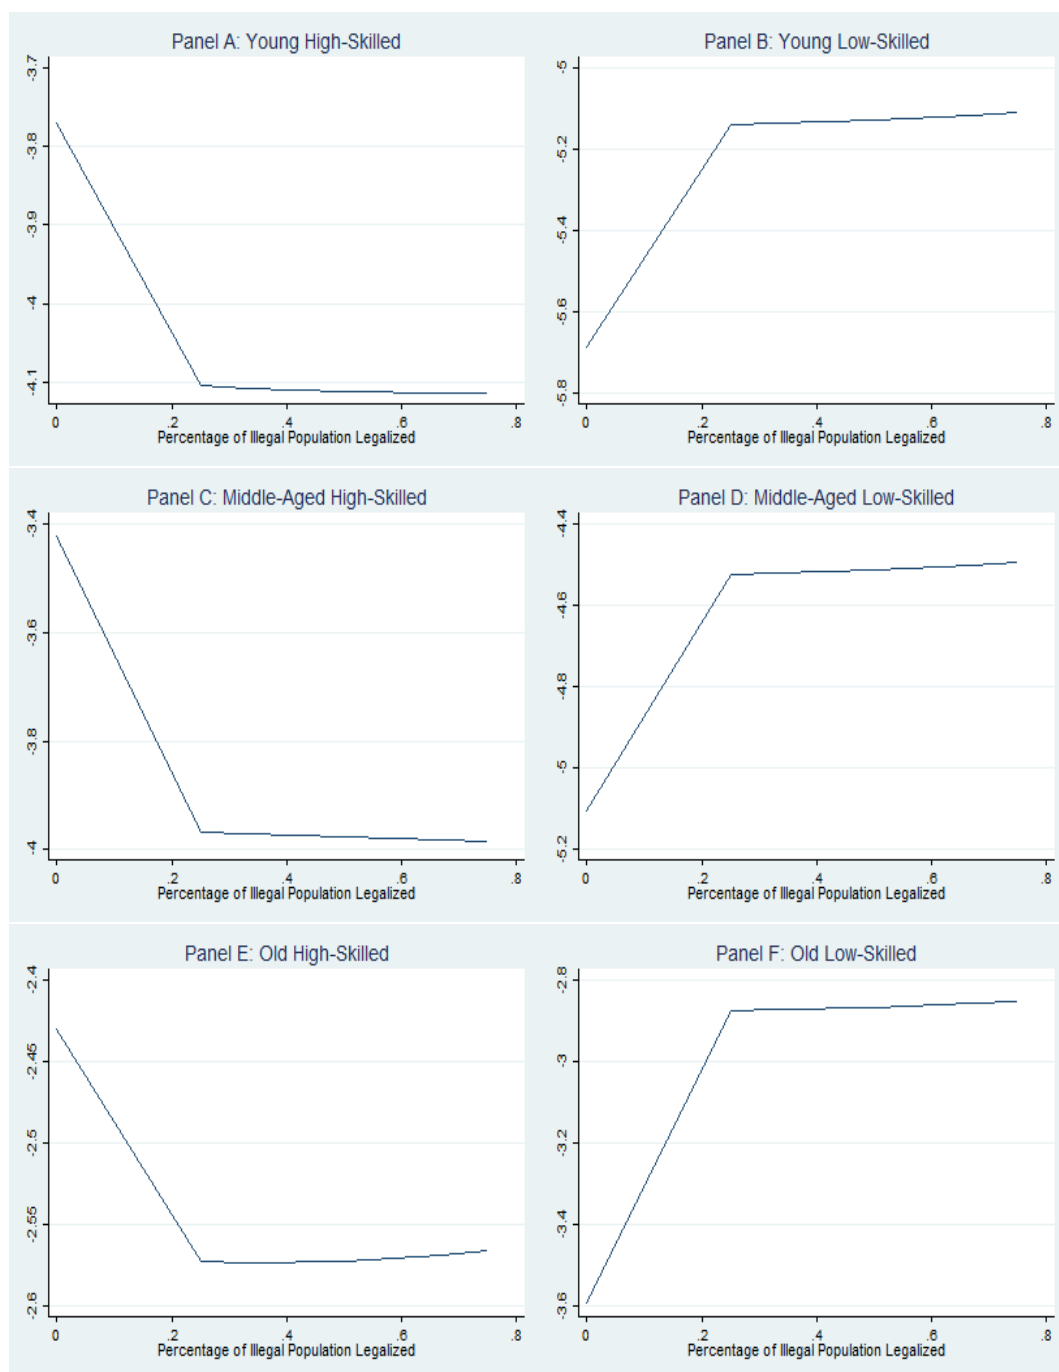 Panel A: Young High-Skilled
-3.7
-3.8
-3.9
-4
-4.1
0 .2 .4 .6 .8
Percentage of Illegal Population Legalized
Panel B: Young Low-Skilled
-5
-5.2
-5.4
-5.6
-5.8
0 .2 .4 .6 .8
Percentage of Illegal Population Legalized
Panel C: Middle-Aged High-Skilled
-3.4
-3.6
-3.8
-4
0 .2 .4 .6 .8
Percentage of Illegal Population Legalized
Panel D: Middle-Aged Low-Skilled
-4.4
-4.6
-4.8
-5
-5.2
0 .2 .4 .6 .8
Percentage of Illegal Population Legalized
Panel E: Old High-Skilled
-2.4
-2.45
-2.5
-2.55
-2.6
0 .2 .4 .6 .8
Percentage of Illegal Population Legalized
Panel F: Old Low-Skilled
-2.8
-3
-3.2
-3.4
-3.6
0 .2 .4 .6 .8
Percentage of Illegal Population Legalized